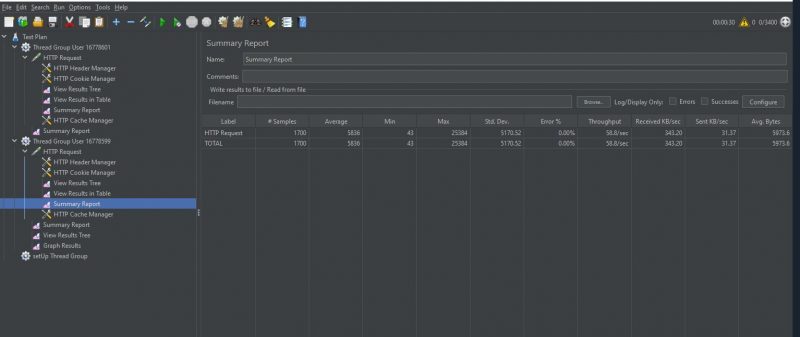 File Edit Search Run Options Tools Help
00:00:30 0 0/3400
Test Plan
Thread Group User 16778601
HTTP Request
HTTP Header Manager
HTTP Cookie Manager
View Results Tree
View Results in Table
Summary Report
HTTP Cache Manager
Summary Report
Thread Group User 16778599
HTTP Request
HTTP Header Manager
HTTP Cookie Manager
View Results Tree
View Results in Table
Summary Report
HTTP Cache Manager
Summary Report
View Results Tree
Graph Results
setUp Thread Group
Summary Report
Name: Summary Report
Comments:
Write results to file / Read from file
Filename Browse... Log/Display Only: Errors Successes Configure
Label # Samples Average Min Max Std. Dev. Error % Throughput Received KB/sec Sent KB/sec Avg. Bytes
HTTP Request 1700 5836 43 25384 5170.52 0.00% 58.8/sec 343.20 31.37 5973.6
TOTAL 1700 5836 43 25384 5170.52 0.00% 58.8/sec 343.20 31.37 5973.6